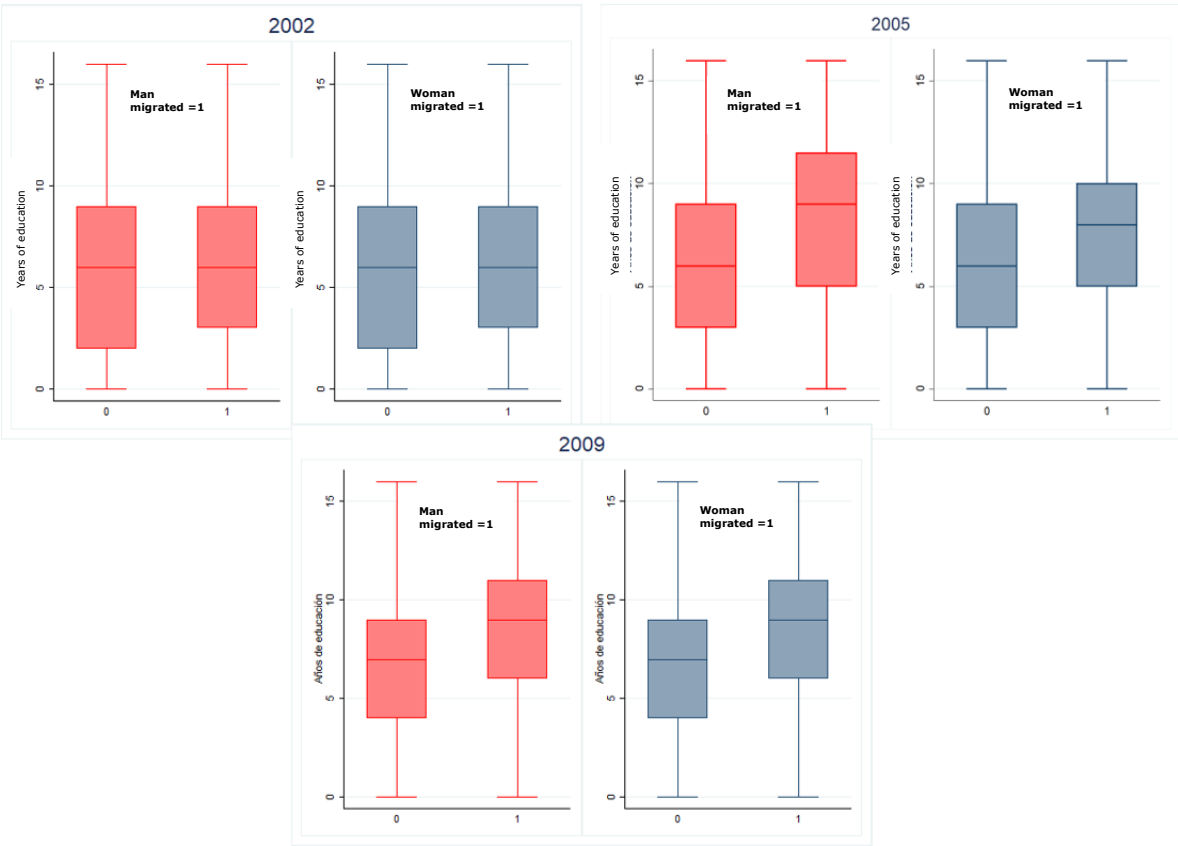 2002
Man
migrated =1
Years of education
15
10
5
0
0 1
Woman
migrated =1
Years of education
15
10
5
0
0 1
2005
Man
migrated =1
Years of education
15
10
5
0
0 1
Woman
migrated =1
Years of education
15
10
5
0
0 1
2009
Man
migrated =1
Años de educación
15
10
5
0
0 1
Woman
migrated =1
Años de educación
15
10
5
0
0 1